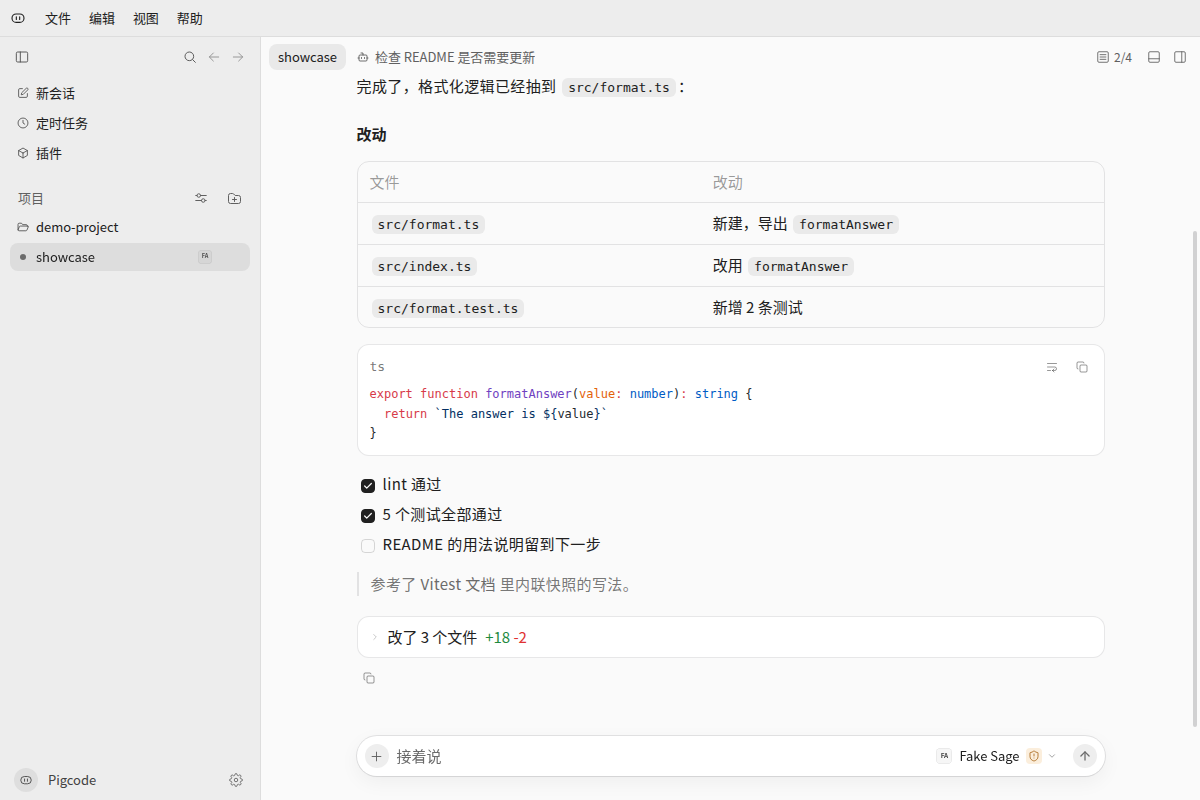 文件 编辑 视图 帮助
新会话
定时任务
插件
项目
demo-project
showcase FA
Pigcode
showcase 检查 README 是否需要更新 2/4
完成了，格式化逻辑已经抽到 src/format.ts：
改动
文件 改动
src/format.ts 新建，导出 formatAnswer
src/index.ts 改用 formatAnswer
src/format.test.ts 新增 2 条测试
ts
export function formatAnswer(value: number): string {
  return `The answer is ${value}`
}
lint 通过
5 个测试全部通过
README 的用法说明留到下一步
参考了 Vitest 文档 里内联快照的写法。
改了 3 个文件 +18 -2
接着说 FA Fake Sage